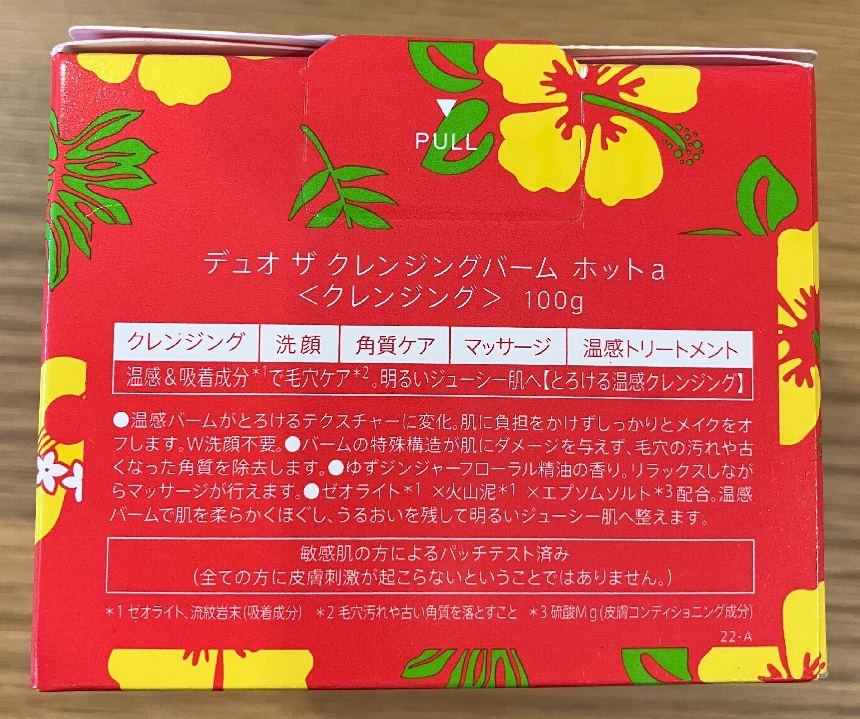 PULL
デュオ ザ クレンジングバーム ホットa
＜クレンジング＞ 100g
クレンジング 洗顔 角質ケア マッサージ 温感トリートメント
温感＆吸着成分＊1で毛穴ケア＊2。明るいジューシー肌へ【とろける温感クレンジング】
●温感バームがとろけるテクスチャーに変化。肌に負担をかけずしっかりとメイクをオ
フします。W洗顔不要。●バームの特殊構造が肌にダメージを与えず、毛穴の汚れや古
くなった角質を除去します。●ゆずジンジャーフローラル精油の香り。リラックスしなが
らマッサージが行えます。●ゼオライト＊1 ×火山泥＊1 ×エプソムソルト＊3配合。温感
バームで肌を柔らかくほぐし、うるおいを残して明るいジューシー肌へ整えます。
敏感肌の方によるパッチテスト済み
(全ての方に皮膚刺激が起こらないということではありません。)
＊1 ゼオライト、流紋岩末(吸着成分) ＊2 毛穴汚れや古い角質を落とすこと ＊3 硫酸Mg(皮膚コンディショニング成分)
22-A